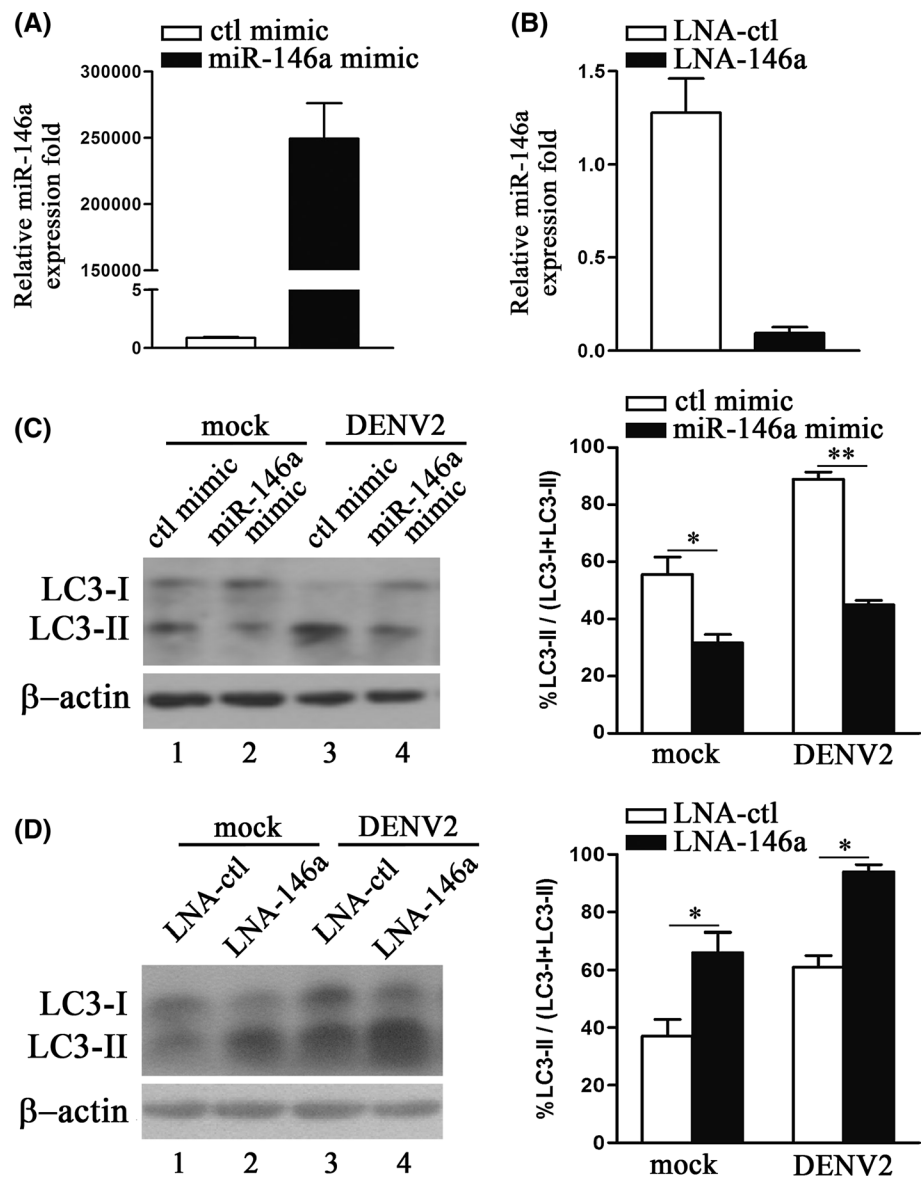 (A)
ctl mimic
miR-146a mimic
Relative miR-146a
expression fold
300000
250000
200000
150000
5
0
(B)
LNA-ctl
LNA-146a
Relative miR-146a
expression fold
1.5
1.0
0.5
0.0
(C)
mock
DENV2
ctl mimic
miR-146a
mimic
ctl mimic
miR-146a
mimic
LC3-I
LC3-II
β–actin
1 2 3 4
ctl mimic
miR-146a mimic
%LC3-II / (LC3-I+LC3-II)
100
80
60
40
20
0
*
**
mock
DENV2
(D)
mock
DENV2
LNA-ctl
LNA-146a
LNA-ctl
LNA-146a
LC3-I
LC3-II
β–actin
1 2 3 4
LNA-ctl
LNA-146a
%LC3-II / (LC3-I+LC3-II)
100
80
60
40
20
0
*
*
mock
DENV2